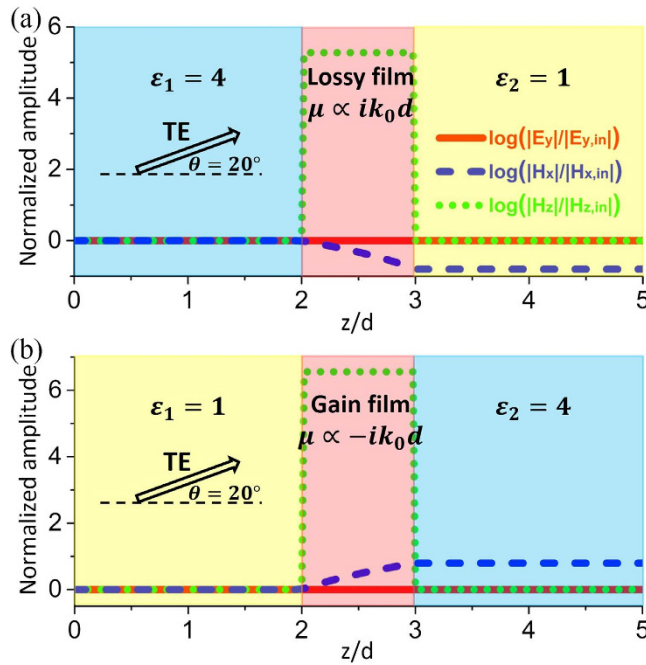 (a)
Normalized amplitude
6
4
2
0
ε₁ = 4
Lossy film
μ ∝ ik₀d
ε₂ = 1
TE
θ = 20°
log(|Ey|/|Ey,in|)
log(|Hx|/|Hx,in|)
log(|Hz|/|Hz,in|)
0 1 2 3 4 5
z/d
(b)
Normalized amplitude
6
4
2
0
ε₁ = 1
Gain film
μ ∝ −ik₀d
ε₂ = 4
TE
θ = 20°
0 1 2 3 4 5
z/d